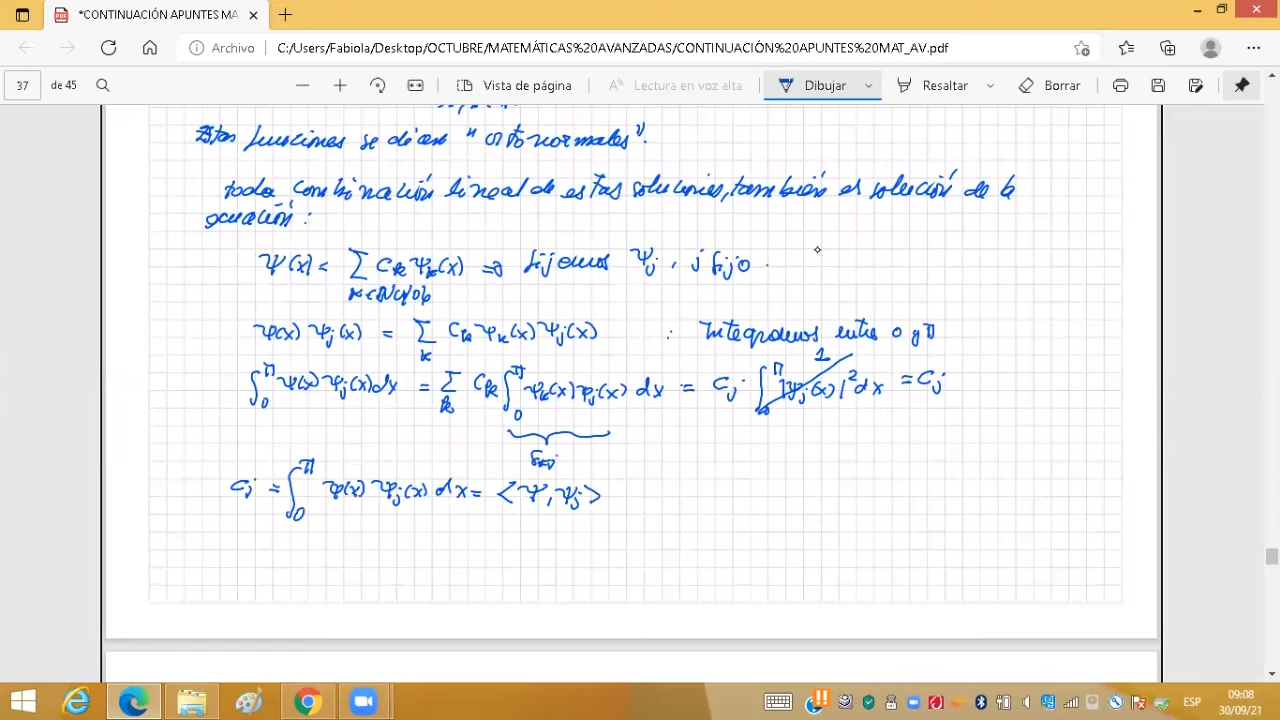 *CONTINUACIÓN APUNTES MA
Archivo C:/Users/Fabiola/Desktop/OCTUBRE/MATEMÁTICAS%20AVANZADAS/CONTINUACIÓN%20APUNTES%20MAT_AV.pdf
37 de 45 Vista de página Lectura en voz alta Dibujar Resaltar Borrar
Estas funciones se dicen "ortonormales".
toda combinación lineal de estas soluciones, también es solución de la
ecuación:
Ψ(x) = ∑ Cₖ Ψₖ(x) ⇒ fijemos Ψⱼ, j fijo.
k∈ℕ∪{0}
Ψ(x) Ψⱼ(x) = ∑ₖ Cₖ Ψₖ(x) Ψⱼ(x) : Integramos entre 0 y π
∫₀^π Ψ(x) Ψⱼ(x) dx = ∑ₖ Cₖ ∫₀^π Ψₖ(x) Ψⱼ(x) dx = Cⱼ ∫₀^π |Ψⱼ(x)|² dx = Cⱼ
1
δₖⱼ
Cⱼ = ∫₀^π Ψ(x) Ψⱼ(x) dx = <Ψ, Ψⱼ>
ESP
09:08
30/09/21